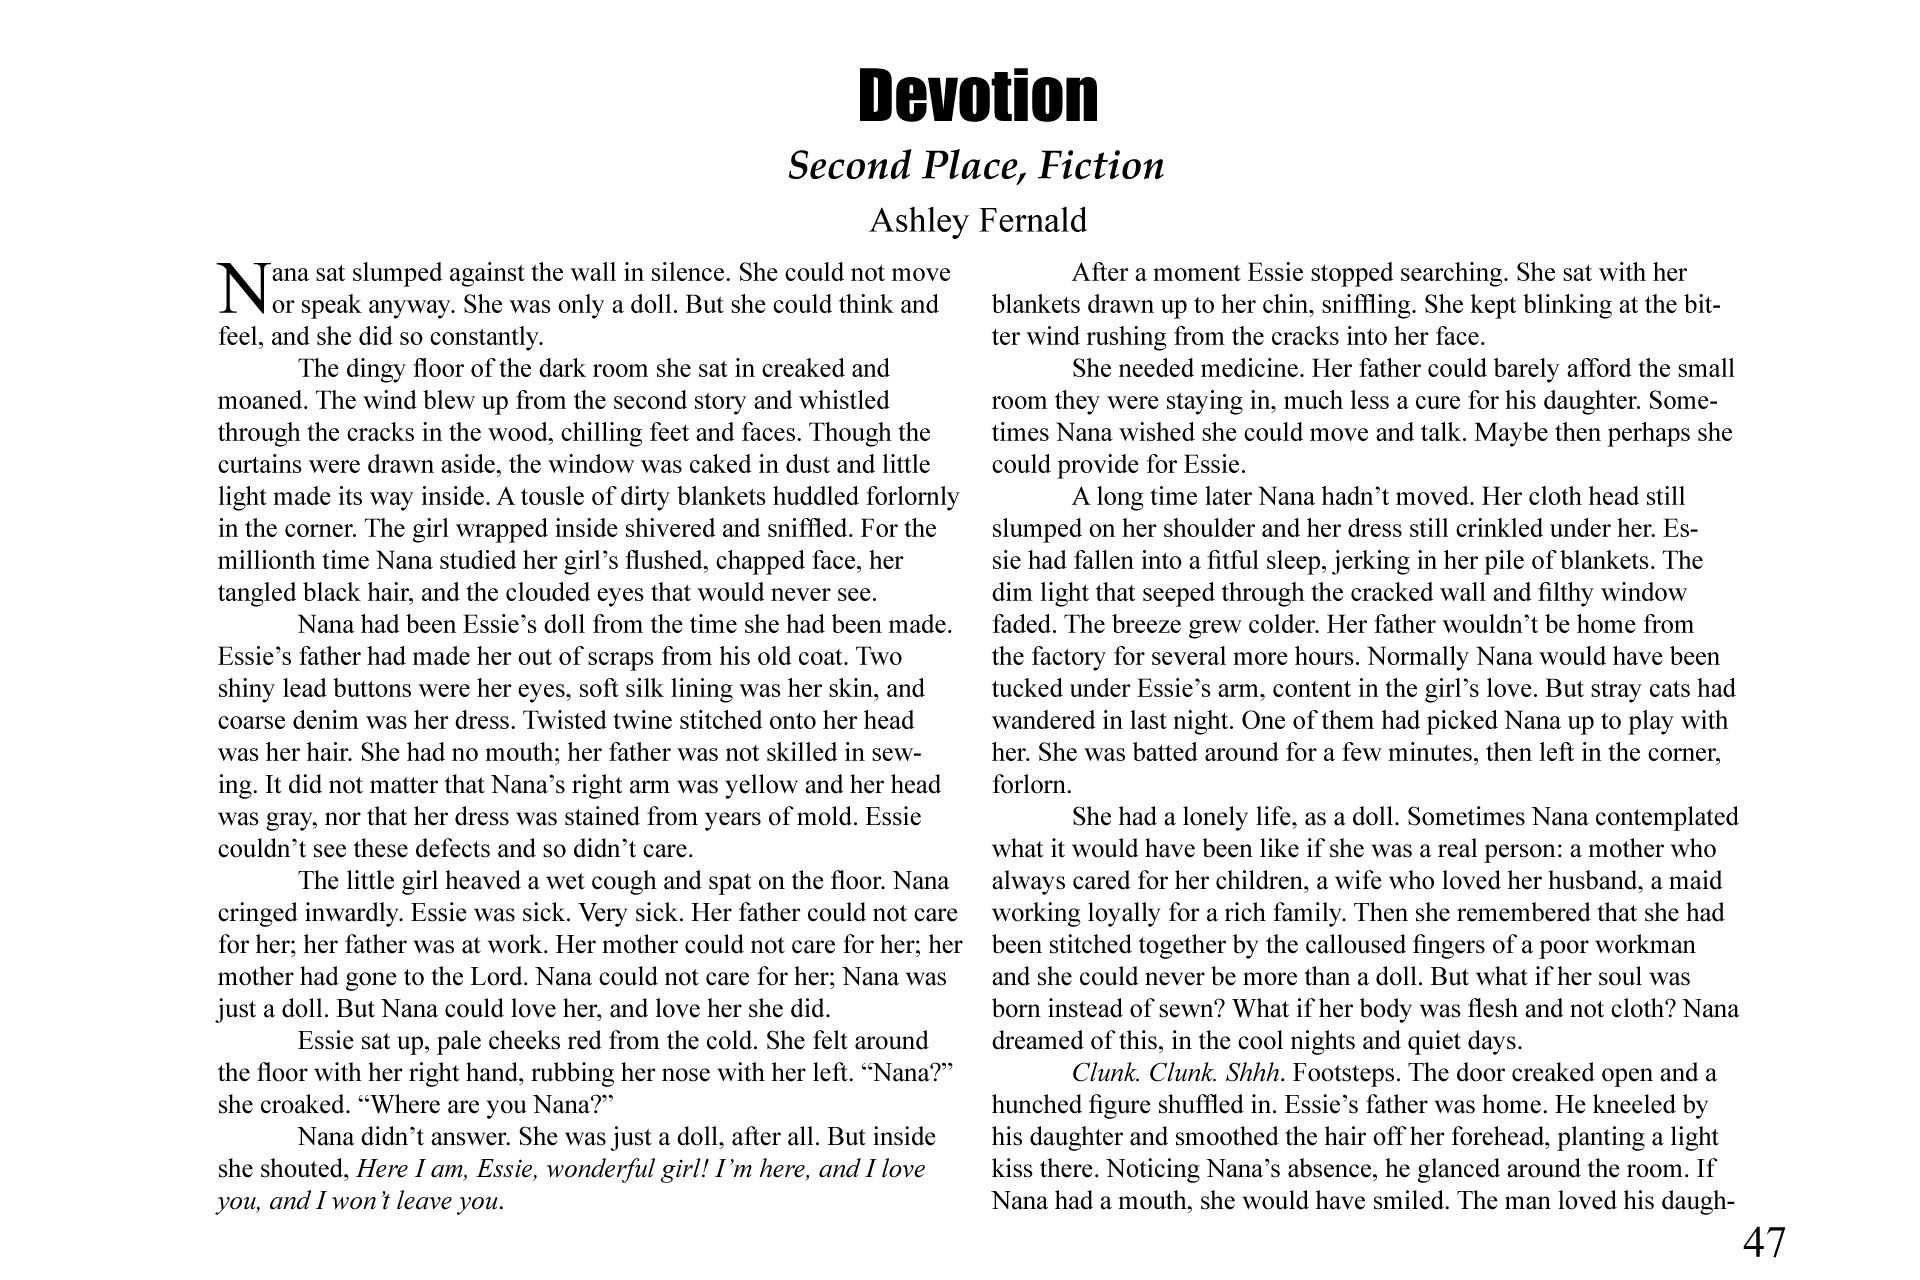 Devotion
Second Place, Fiction
Ashley Fernald
Nana sat slumped against the wall in silence. She could not move
or speak anyway. She was only a doll. But she could think and
feel, and she did so constantly.
The dingy floor of the dark room she sat in creaked and
moaned. The wind blew up from the second story and whistled
through the cracks in the wood, chilling feet and faces. Though the
curtains were drawn aside, the window was caked in dust and little
light made its way inside. A tousle of dirty blankets huddled forlornly
in the corner. The girl wrapped inside shivered and sniffled. For the
millionth time Nana studied her girl’s flushed, chapped face, her
tangled black hair, and the clouded eyes that would never see.
Nana had been Essie’s doll from the time she had been made.
Essie’s father had made her out of scraps from his old coat. Two
shiny lead buttons were her eyes, soft silk lining was her skin, and
coarse denim was her dress. Twisted twine stitched onto her head
was her hair. She had no mouth; her father was not skilled in sew-
ing. It did not matter that Nana’s right arm was yellow and her head
was gray, nor that her dress was stained from years of mold. Essie
couldn’t see these defects and so didn’t care.
The little girl heaved a wet cough and spat on the floor. Nana
cringed inwardly. Essie was sick. Very sick. Her father could not care
for her; her father was at work. Her mother could not care for her; her
mother had gone to the Lord. Nana could not care for her; Nana was
just a doll. But Nana could love her, and love her she did.
Essie sat up, pale cheeks red from the cold. She felt around
the floor with her right hand, rubbing her nose with her left. “Nana?”
she croaked. “Where are you Nana?”
Nana didn’t answer. She was just a doll, after all. But inside
she shouted, Here I am, Essie, wonderful girl! I’m here, and I love
you, and I won’t leave you.
After a moment Essie stopped searching. She sat with her
blankets drawn up to her chin, sniffling. She kept blinking at the bit-
ter wind rushing from the cracks into her face.
She needed medicine. Her father could barely afford the small
room they were staying in, much less a cure for his daughter. Some-
times Nana wished she could move and talk. Maybe then perhaps she
could provide for Essie.
A long time later Nana hadn’t moved. Her cloth head still
slumped on her shoulder and her dress still crinkled under her. Es-
sie had fallen into a fitful sleep, jerking in her pile of blankets. The
dim light that seeped through the cracked wall and filthy window
faded. The breeze grew colder. Her father wouldn’t be home from
the factory for several more hours. Normally Nana would have been
tucked under Essie’s arm, content in the girl’s love. But stray cats had
wandered in last night. One of them had picked Nana up to play with
her. She was batted around for a few minutes, then left in the corner,
forlorn.
She had a lonely life, as a doll. Sometimes Nana contemplated
what it would have been like if she was a real person: a mother who
always cared for her children, a wife who loved her husband, a maid
working loyally for a rich family. Then she remembered that she had
been stitched together by the calloused fingers of a poor workman
and she could never be more than a doll. But what if her soul was
born instead of sewn? What if her body was flesh and not cloth? Nana
dreamed of this, in the cool nights and quiet days.
Clunk. Clunk. Shhh. Footsteps. The door creaked open and a
hunched figure shuffled in. Essie’s father was home. He kneeled by
his daughter and smoothed the hair off her forehead, planting a light
kiss there. Noticing Nana’s absence, he glanced around the room. If
Nana had a mouth, she would have smiled. The man loved his daugh-
47